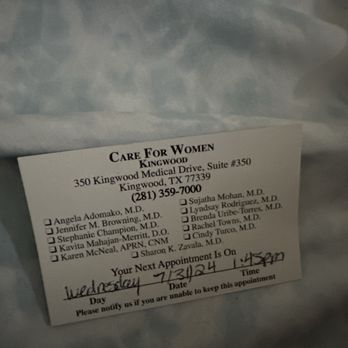 CARE FOR WOMEN
KINGWOOD
350 Kingwood Medical Drive, Suite #350
Kingwood, TX 77339
(281) 359-7000
Angela Adomako, M.D.
Jennifer M. Browning, M.D.
Stephanie Champion, M.D.
Kavita Mahajan-Merritt, D.O.
Karen McNeal, APRN, CNM
Sujatha Mohan, M.D.
Lyndsay Rodriguez, M.D.
Brenda Uribe-Torres, M.D.
Rachel Towns, M.D.
Cindy Turco, M.D.
Sharon K. Zavala, M.D.
Your Next Appointment Is On
Wednesday 7/31/24 1:45pm
Day Date Time
Please notify us if you are unable to keep this appointment